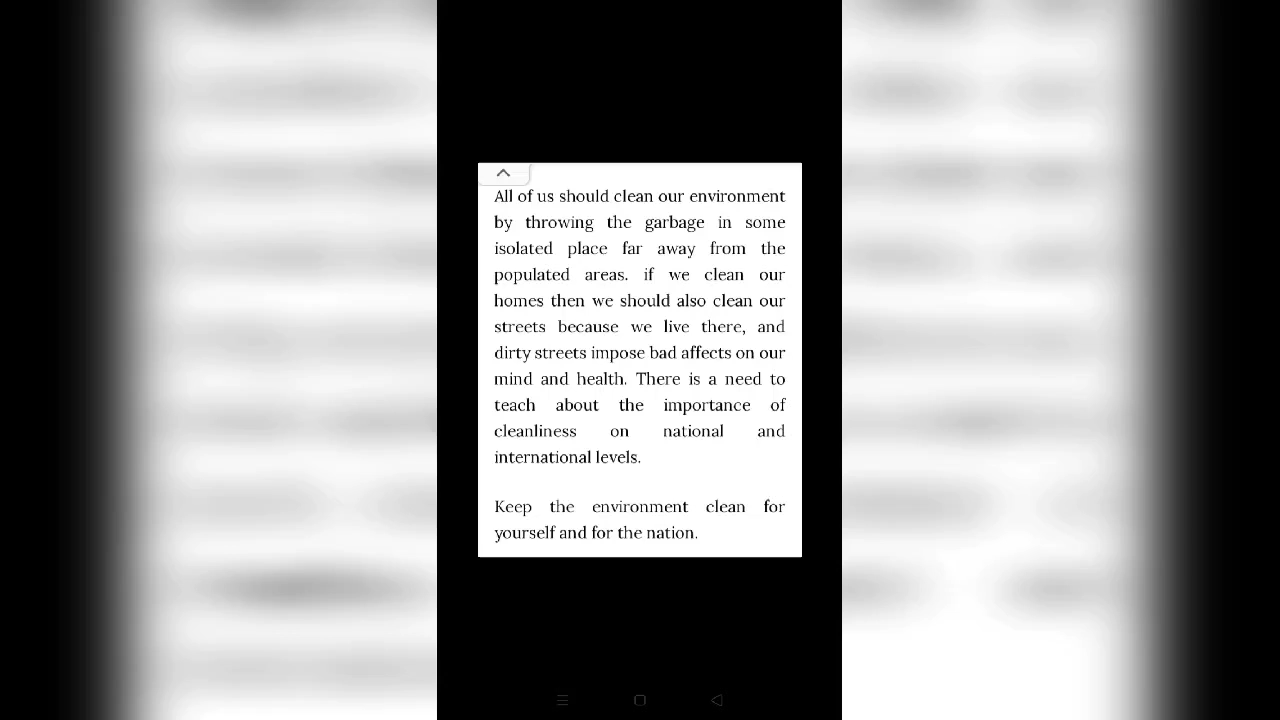 All of us should clean our environment
by throwing the garbage in some
isolated place far away from the
populated areas. if we clean our
homes then we should also clean our
streets because we live there, and
dirty streets impose bad affects on our
mind and health. There is a need to
teach about the importance of
cleanliness on national and
international levels.
Keep the environment clean for
yourself and for the nation.